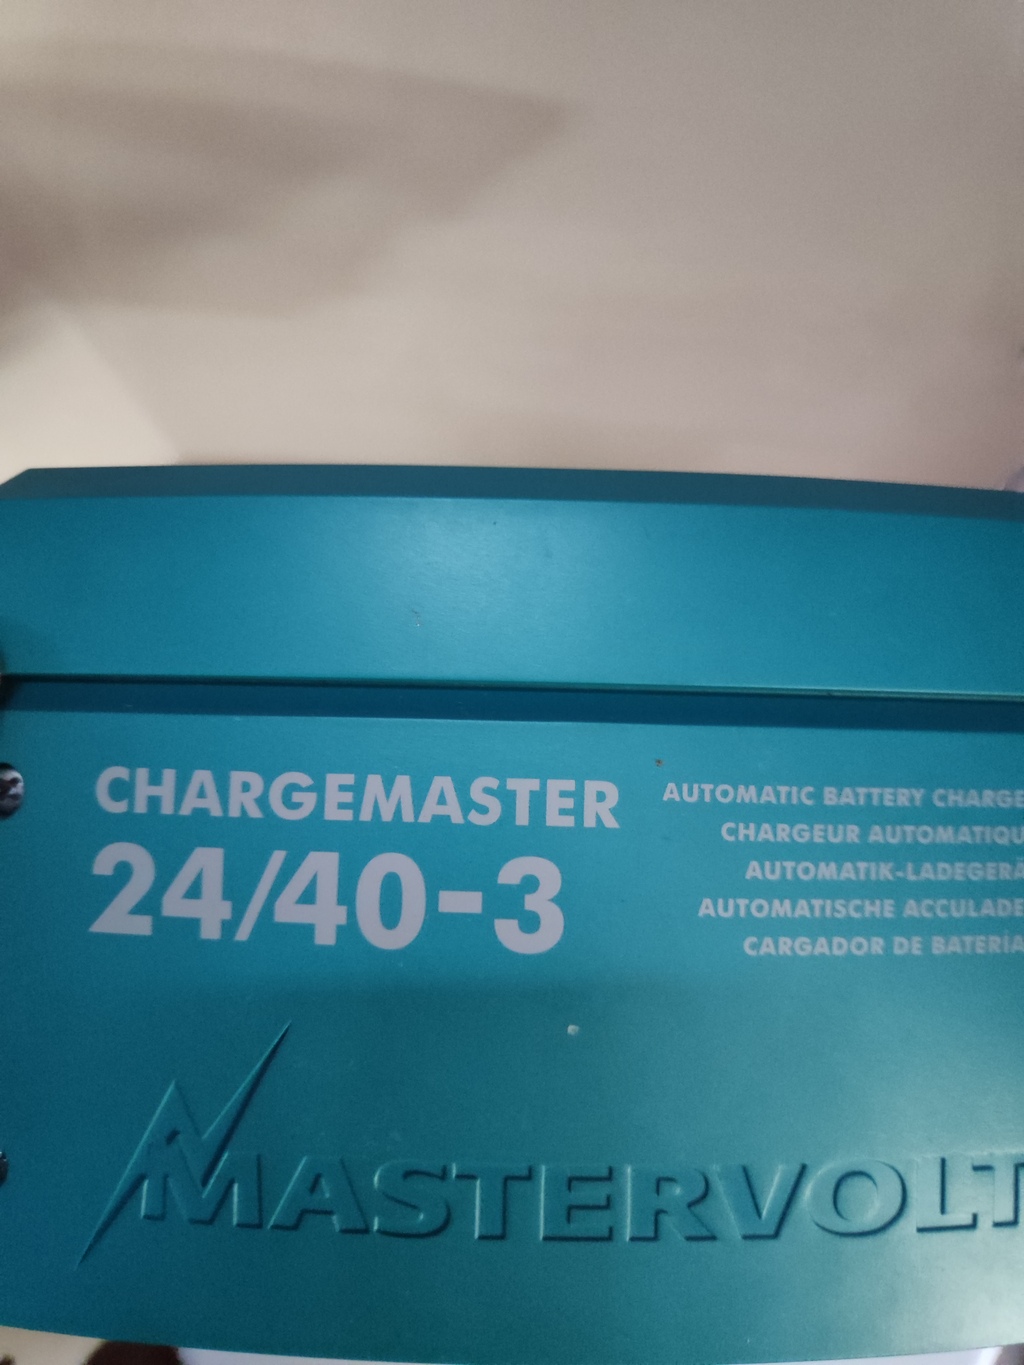 CHARGEMASTER
24/40-3
AUTOMATIC BATTERY CHARGE
CHARGEUR AUTOMATIQU
AUTOMATIK-LADEGERÄ
AUTOMATISCHE ACCULADE
CARGADOR DE BATERÍA
MASTERVOLT